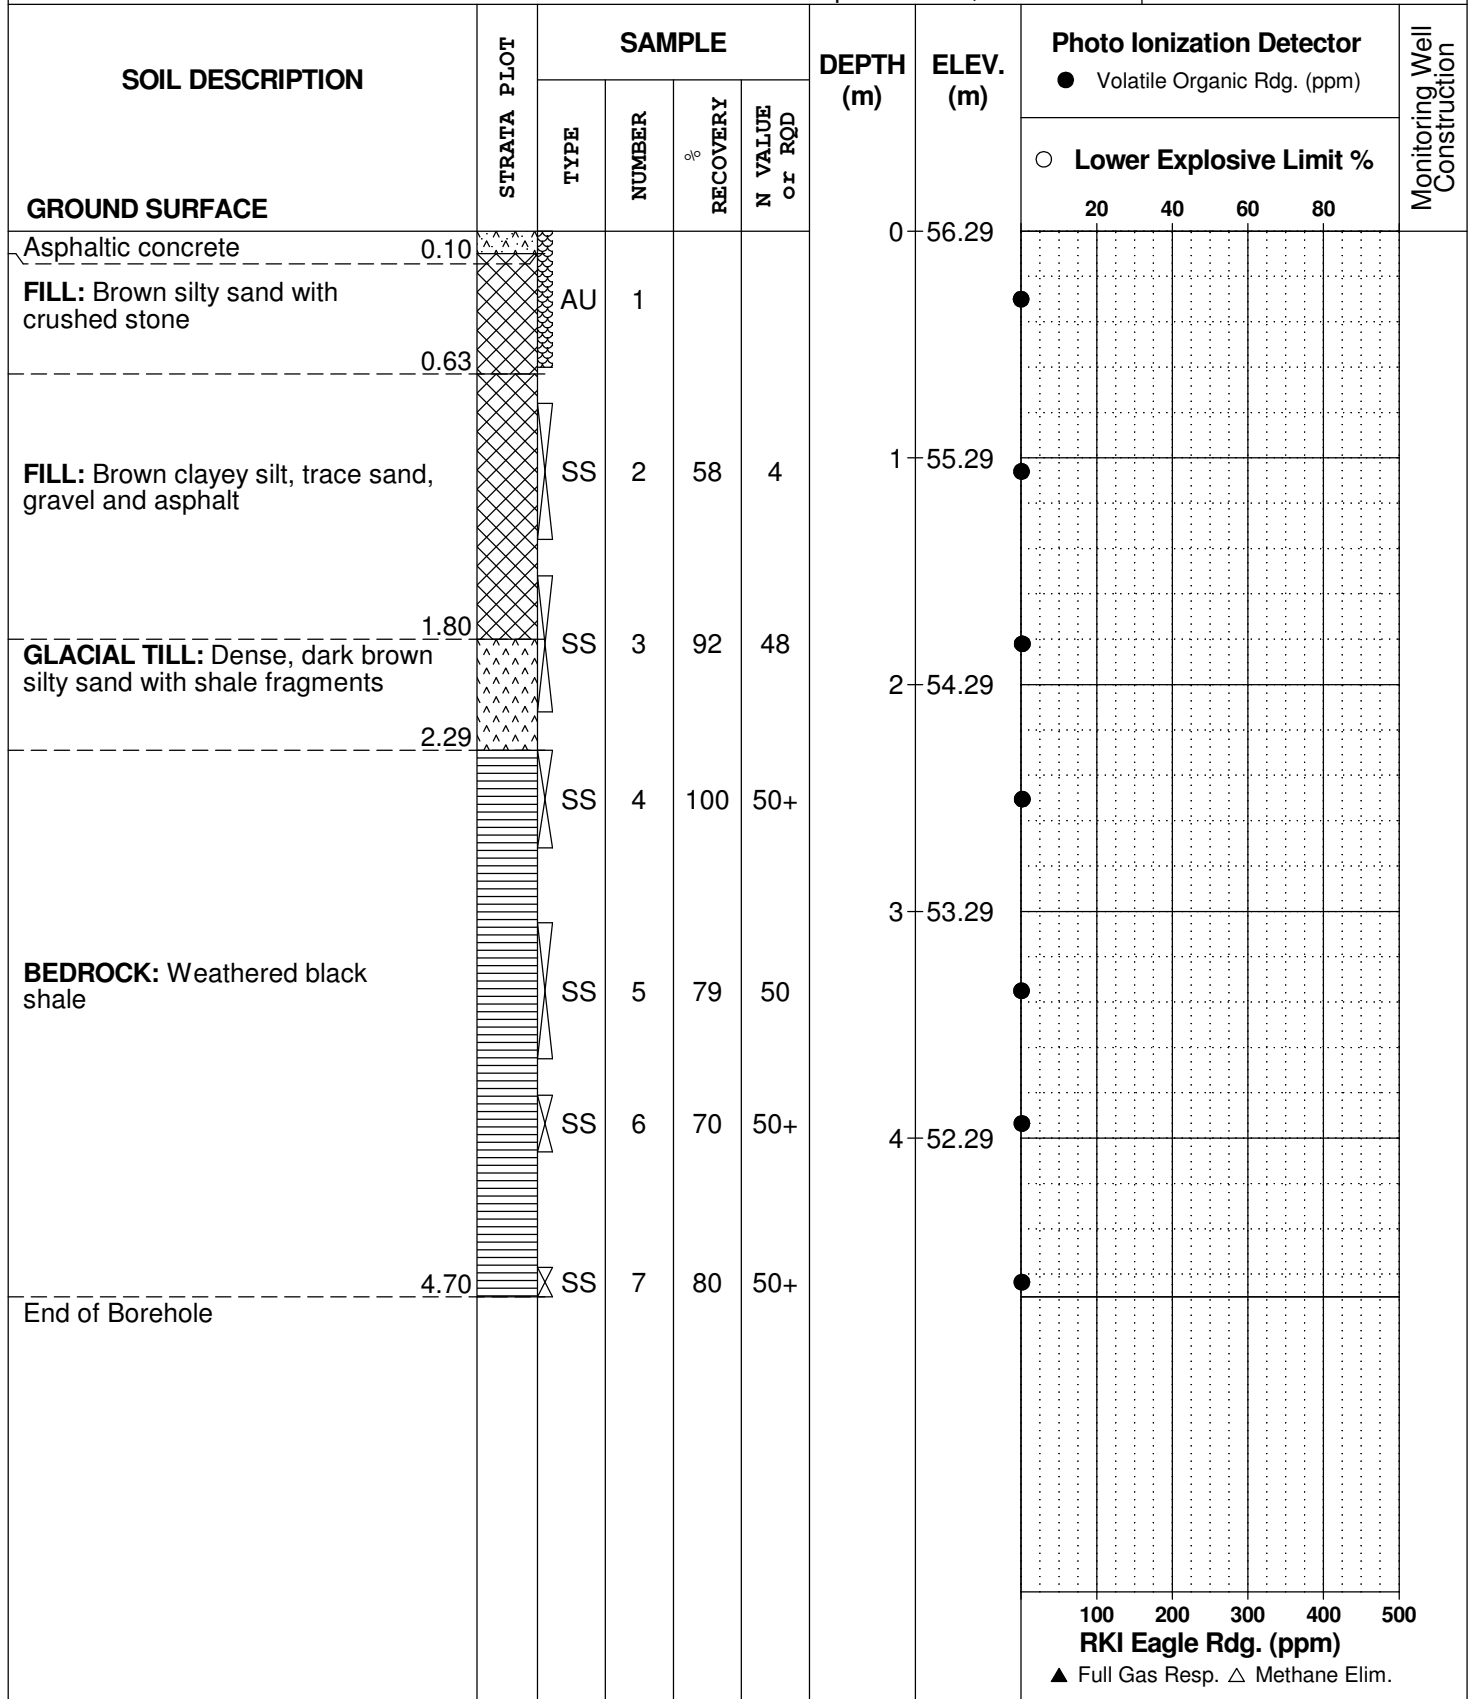 SOIL DESCRIPTION
GROUND SURFACE
STRATA PLOT
SAMPLE
TYPE
NUMBER
%
RECOVERY
N VALUE
or RQD
DEPTH
(m)
ELEV.
(m)
Photo Ionization Detector
● Volatile Organic Rdg. (ppm)
○ Lower Explosive Limit %
20 40 60 80
Monitoring Well
Construction
0 56.29
Asphaltic concrete 0.10
FILL: Brown silty sand with
crushed stone
AU 1
0.63
FILL: Brown clayey silt, trace sand,
gravel and asphalt
SS 2 58 4
1 55.29
1.80
SS 3 92 48
GLACIAL TILL: Dense, dark brown
silty sand with shale fragments
2 54.29
2.29
SS 4 100 50+
3 53.29
BEDROCK: Weathered black
shale
SS 5 79 50
SS 6 70 50+
4 52.29
4.70
SS 7 80 50+
End of Borehole
100 200 300 400 500
RKI Eagle Rdg. (ppm)
▲ Full Gas Resp. △ Methane Elim.